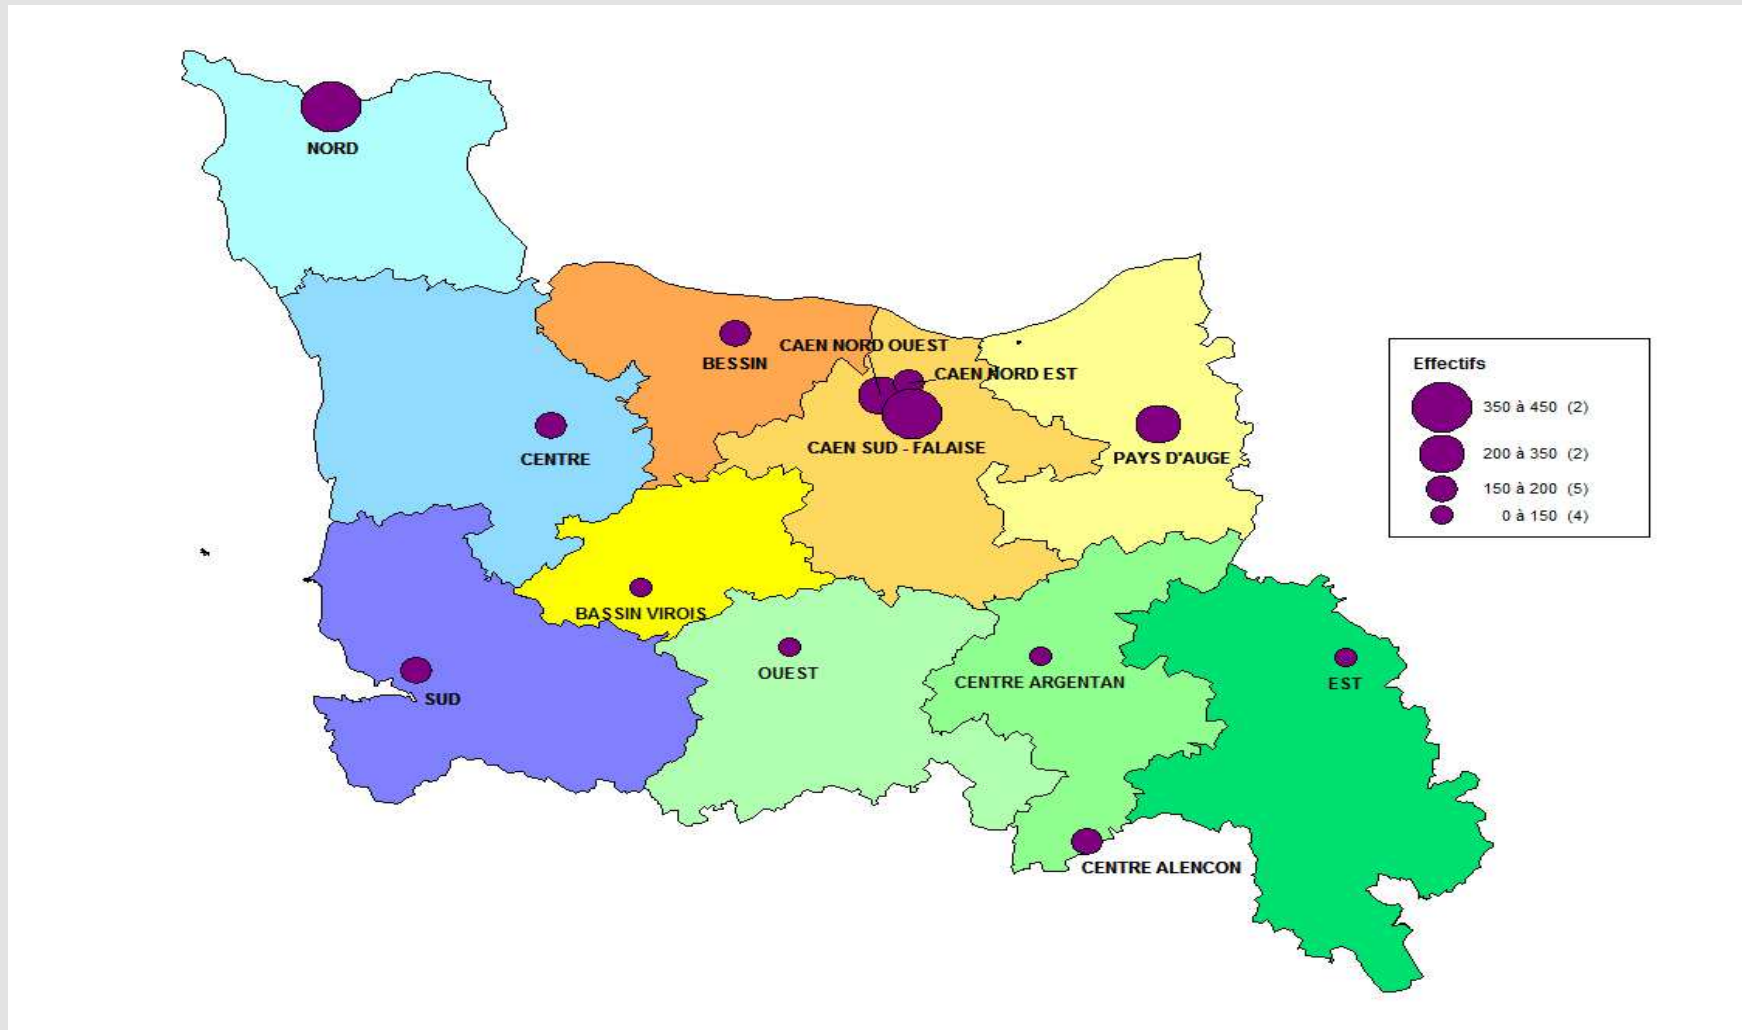 NORD
CAEN NORD OUEST
BESSIN
CAEN NORD EST
CAEN SUD - FALAISE
CENTRE
PAYS D'AUGE
BASSIN VIROIS
OUEST
CENTRE ARGENTAN
EST
SUD
CENTRE ALENCON
Effectifs
350 à 450 (2)
200 à 350 (2)
150 à 200 (5)
0 à 150 (4)